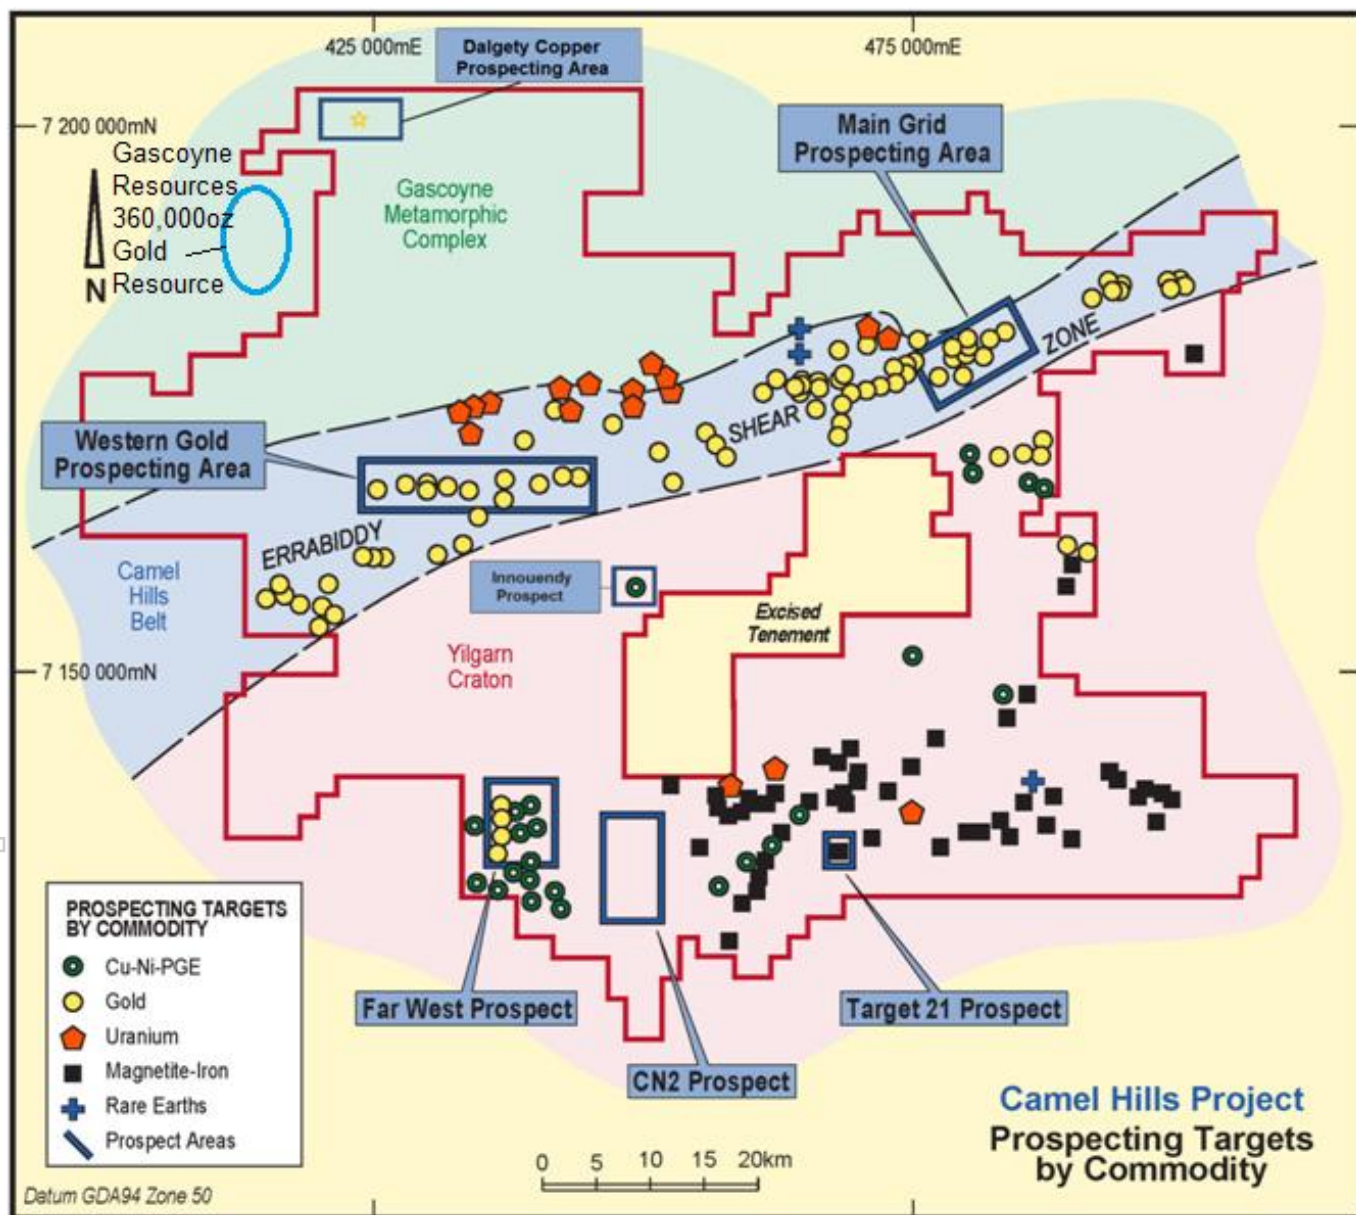 425 000mE
475 000mE
Dalgety Copper
Prospecting Area
7 200 000mN
Gascoyne
Resources
360,000oz
Gold
Resource
N
Gascoyne
Metamorphic
Complex
Main Grid
Prospecting Area
ZONE
SHEAR
Western Gold
Prospecting Area
ERRABIDDY
Camel
Hills
Belt
Innouendy
Prospect
Excised
Tenement
Yilgarn
Craton
7 150 000mN
PROSPECTING TARGETS
BY COMMODITY
Cu-Ni-PGE
Gold
Uranium
Magnetite-Iron
Rare Earths
Prospect Areas
Far West Prospect
Target 21 Prospect
CN2 Prospect
Camel Hills Project
Prospecting Targets
by Commodity
0 5 10 15 20km
Datum GDA94 Zone 50